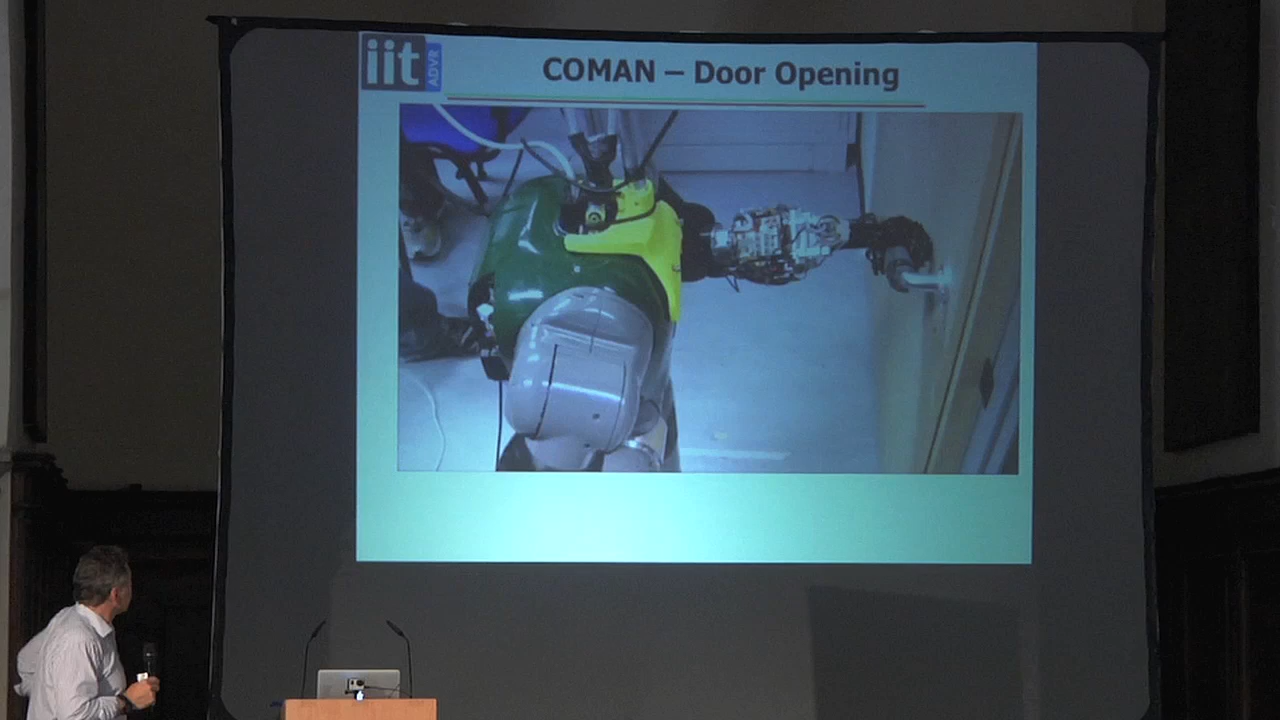 iit
ADVR
COMAN – Door Opening